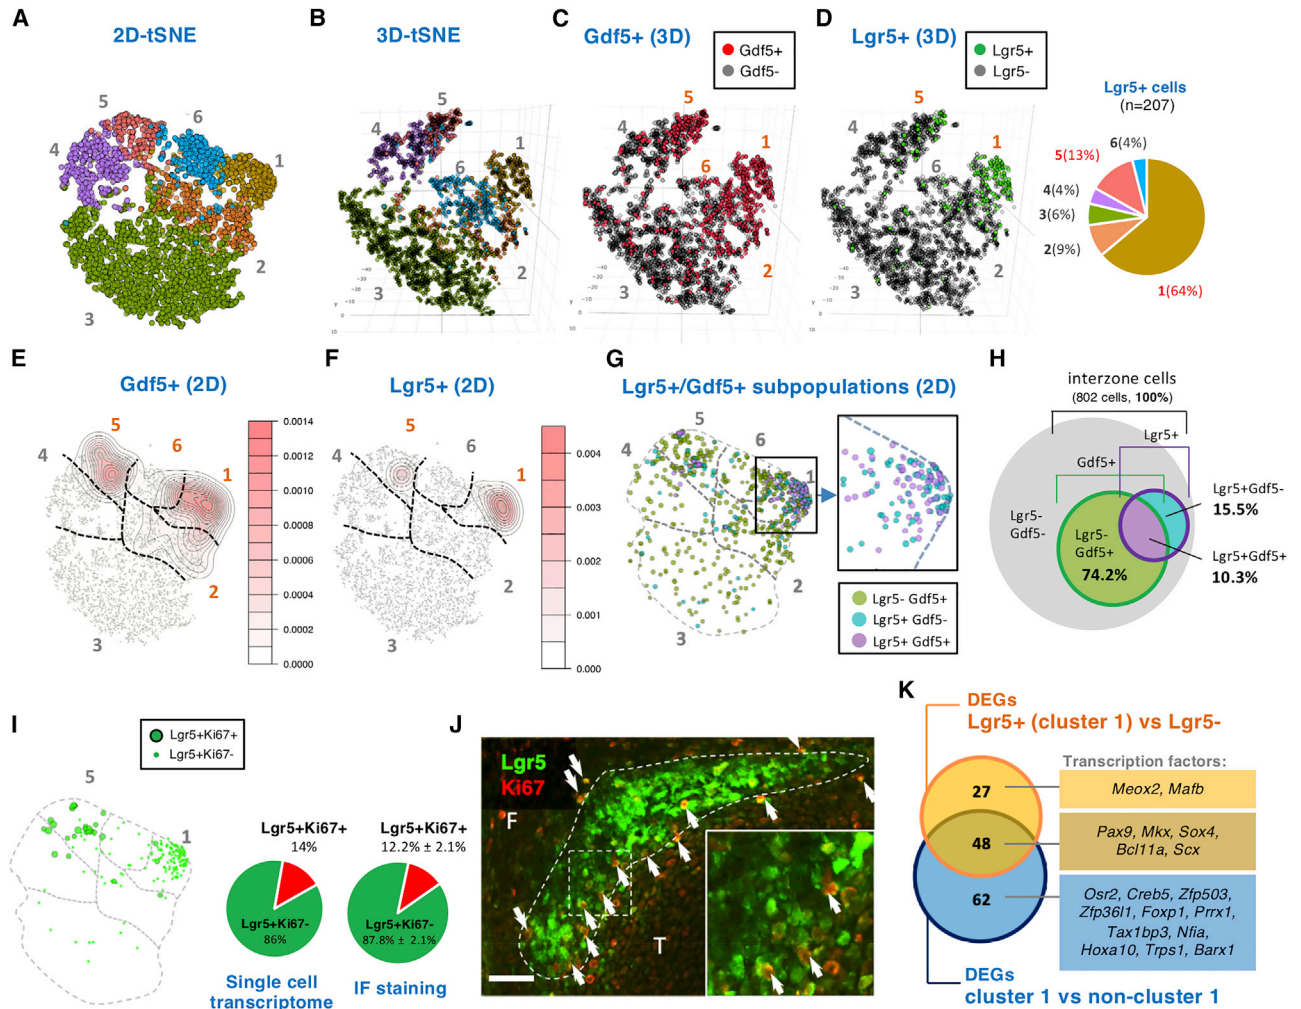 A
2D-tSNE
5
6
4
1
2
3
B
3D-tSNE
5
4
1
6
2
3
y
0
10
C
Gdf5+ (3D)
Gdf5+
Gdf5-
5
4
1
6
2
3
y
0
10
D
Lgr5+ (3D)
Lgr5+
Lgr5-
5
4
1
6
2
3
y
0
10
Lgr5+ cells
(n=207)
6(4%)
5(13%)
4(4%)
3(6%)
2(9%)
1(64%)
E
Gdf5+ (2D)
5
6
4
1
2
3
0.0014
0.0012
0.0010
0.0008
0.0006
0.0004
0.0002
0.0000
F
Lgr5+ (2D)
5
6
4
1
2
3
0.004
0.003
0.002
0.001
0.000
G
Lgr5+/Gdf5+ subpopulations (2D)
5
6
4
1
2
3
Lgr5- Gdf5+
Lgr5+ Gdf5-
Lgr5+ Gdf5+
H
interzone cells
(802 cells, 100%)
Lgr5+
Gdf5+
Lgr5-
Gdf5-
Lgr5-
Gdf5+
74.2%
Lgr5+Gdf5-
15.5%
Lgr5+Gdf5+
10.3%
I
Lgr5+Ki67+
Lgr5+Ki67-
5
1
Lgr5+Ki67+
14%
Lgr5+Ki67-
86%
Single cell
transcriptome
Lgr5+Ki67+
12.2% ± 2.1%
Lgr5+Ki67-
87.8% ± 2.1%
IF staining
J
Lgr5
Ki67
F
T
K
DEGs
Lgr5+ (cluster 1) vs Lgr5-
Transcription factors:
27
Meox2, Mafb
48
Pax9, Mkx, Sox4,
Bcl11a, Scx
62
Osr2, Creb5, Zfp503,
Zfp36l1, Foxp1, Prrx1,
Tax1bp3, Nfia,
Hoxa10, Trps1, Barx1
DEGs
cluster 1 vs non-cluster 1